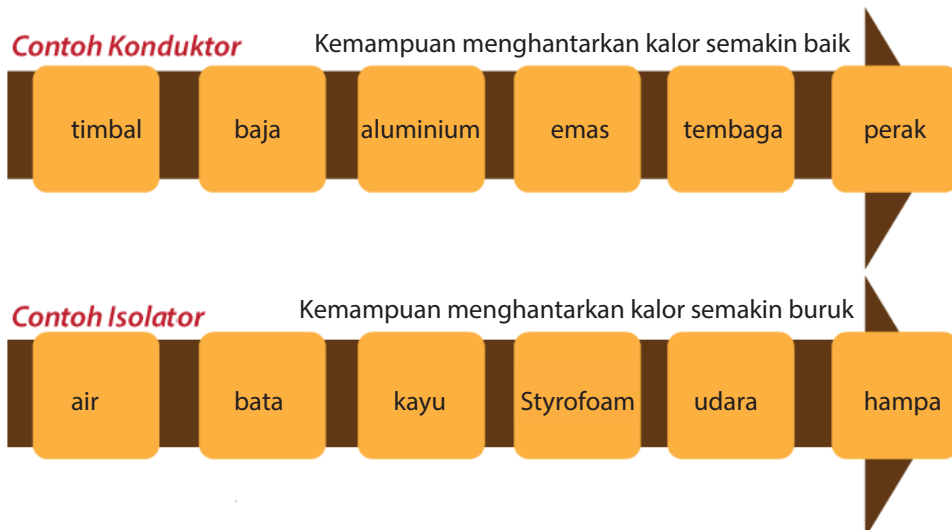 Contoh Konduktor
Kemampuan menghantarkan kalor semakin baik
timbal baja aluminium emas tembaga perak
Contoh Isolator
Kemampuan menghantarkan kalor semakin buruk
air bata kayu Styrofoam udara hampa